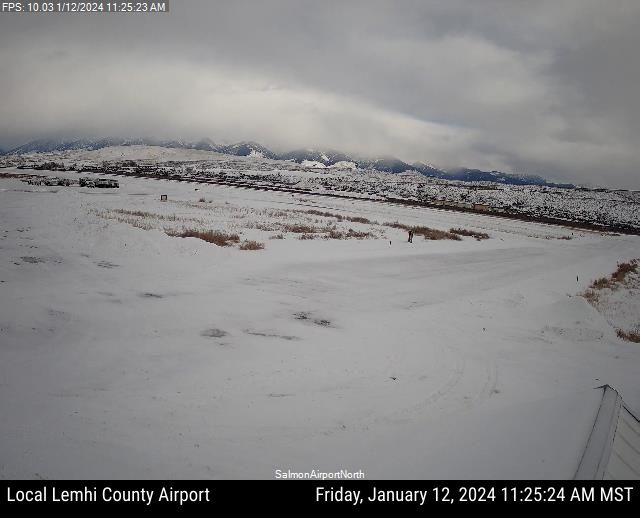 FPS: 10.03 1/12/2024 11:25:23 AM
SalmonAirportNorth
Local Lemhi County Airport Friday, January 12, 2024 11:25:24 AM MST